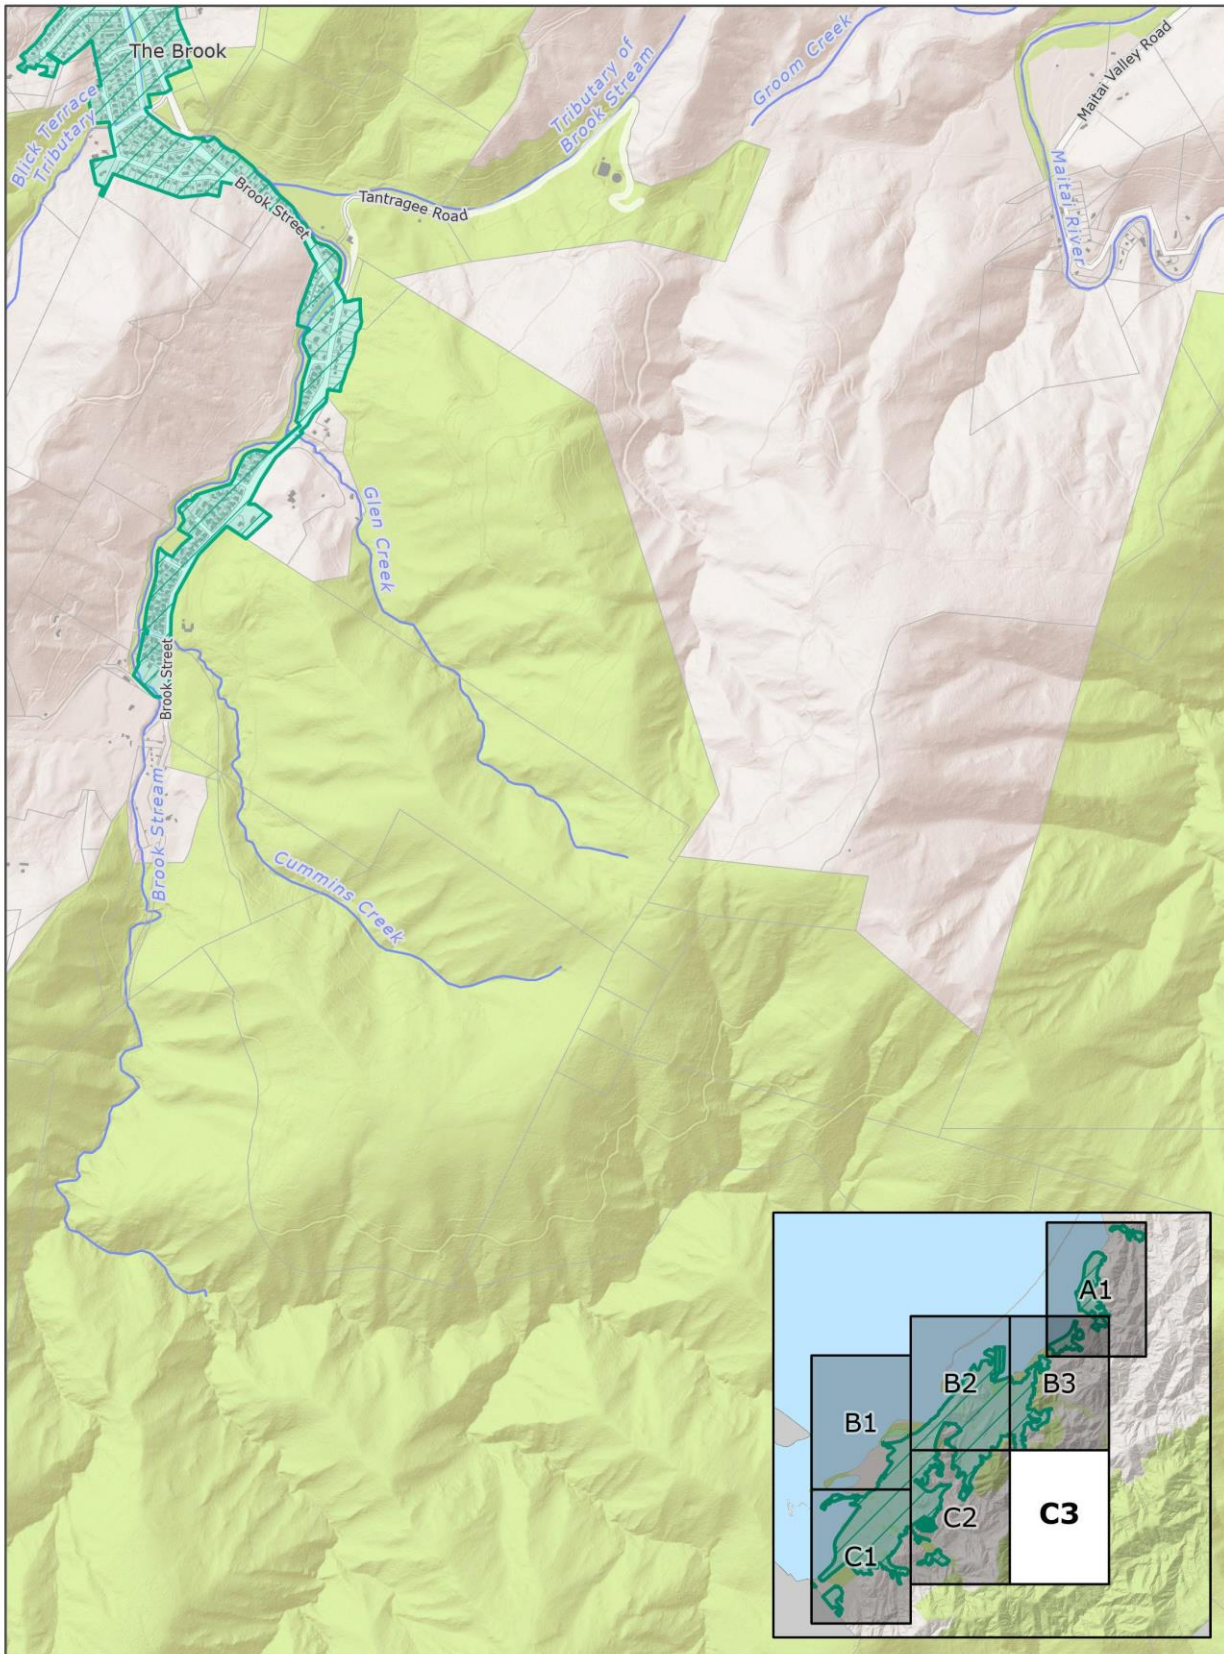 The Brook
Blick Terrace
Tributary
Tributary of
Brook Stream
Groom Creek
Maitai Valley Road
Maitai River
Brook Street
Tantragee Road
Glen Creek
Brook Street
Brook Stream
Cummins Creek
A1
B2
B3
B1
C2
C3
C1